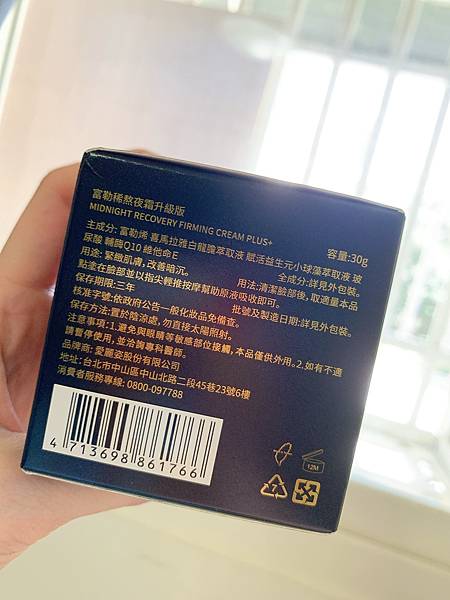 富勒稀熬夜霜升級版
MIDNIGHT RECOVERY FIRMING CREAM PLUS+
容量:30g
主成分: 富勒烯 喜馬拉雅白龍膽萃取液 賦活益生元小球藻萃取液 玻
尿酸 輔酶Q10 維他命E
全成分:詳見外包裝。
用途: 緊緻肌膚,改善暗沉。
用法:清潔臉部後,取適量本品
點塗在臉部並以指尖輕推按摩幫助原液吸收即可。
保存期限:三年
批號及製造日期:詳見外包裝。
核准字號:依政府公告一般化妝品免備查。
保存方法:置於陰涼處,勿直接太陽照射。
注意事項:1.避免與眼睛等敏感部位接觸,本品僅供外用。2.如有不適
請暫停使用,並洽詢專科醫師。
品牌商:愛麗姿股份有限公司
地址:台北市中山區中山北路二段45巷23號6樓
消費者服務專線: 0800-097788
4 713698 861766
12M
7